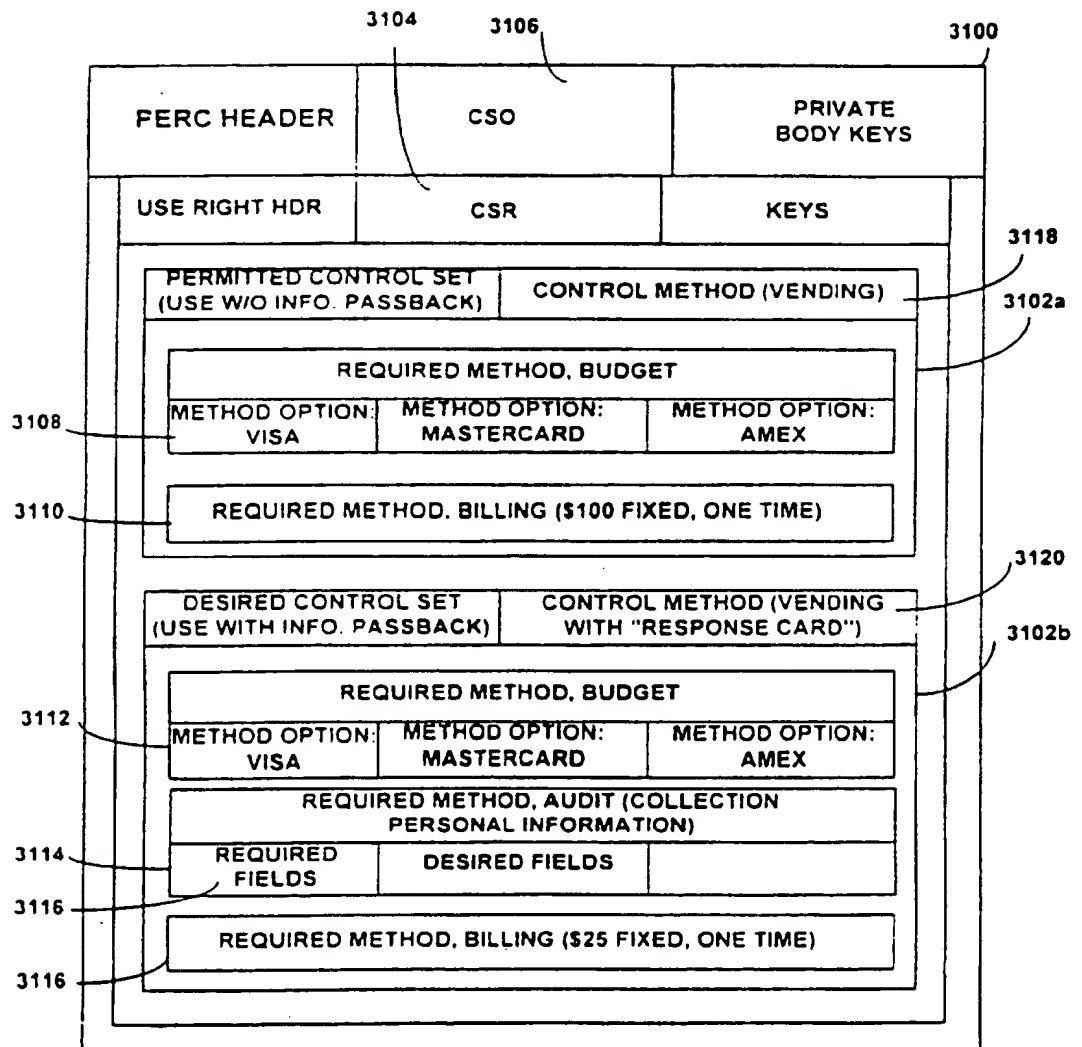 3104
3106
3100
PERC HEADER
CSO
PRIVATE
BODY KEYS
USE RIGHT HDR
CSR
KEYS
3118
PERMITTED CONTROL SET
(USE W/O INFO. PASSBACK)
CONTROL METHOD (VENDING)
3102a
REQUIRED METHOD, BUDGET
3108
METHOD OPTION:
VISA
METHOD OPTION:
MASTERCARD
METHOD OPTION:
AMEX
3110
REQUIRED METHOD. BILLING ($100 FIXED, ONE TIME)
3120
DESIRED CONTROL SET
(USE WITH INFO. PASSBACK)
CONTROL METHOD (VENDING
WITH "RESPONSE CARD")
3102b
REQUIRED METHOD, BUDGET
3112
METHOD OPTION:
VISA
METHOD OPTION:
MASTERCARD
METHOD OPTION:
AMEX
REQUIRED METHOD, AUDIT (COLLECTION
PERSONAL INFORMATION)
3114
REQUIRED
FIELDS
DESIRED FIELDS
3116
REQUIRED METHOD, BILLING ($25 FIXED, ONE TIME)
3116